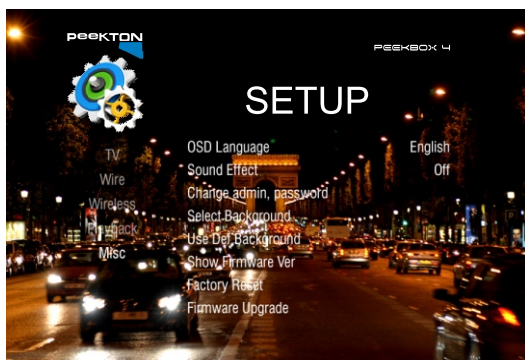 PEEKTON
PEEKBOX 4
SETUP
TV
Wire
Wireless
Playback
Misc
OSD Language English
Sound Effect Off
Change admin, password
Select Background
Use Def Background
Show Firmware Ver
Factory Reset
Firmware Upgrade